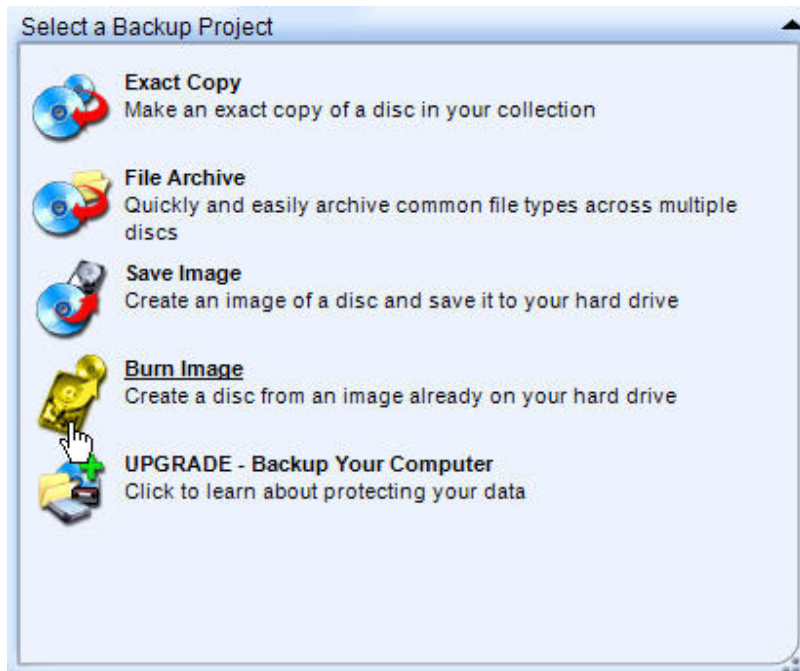 Select a Backup Project
Exact Copy
Make an exact copy of a disc in your collection
File Archive
Quickly and easily archive common file types across multiple
discs
Save Image
Create an image of a disc and save it to your hard drive
Burn Image
Create a disc from an image already on your hard drive
UPGRADE - Backup Your Computer
Click to learn about protecting your data